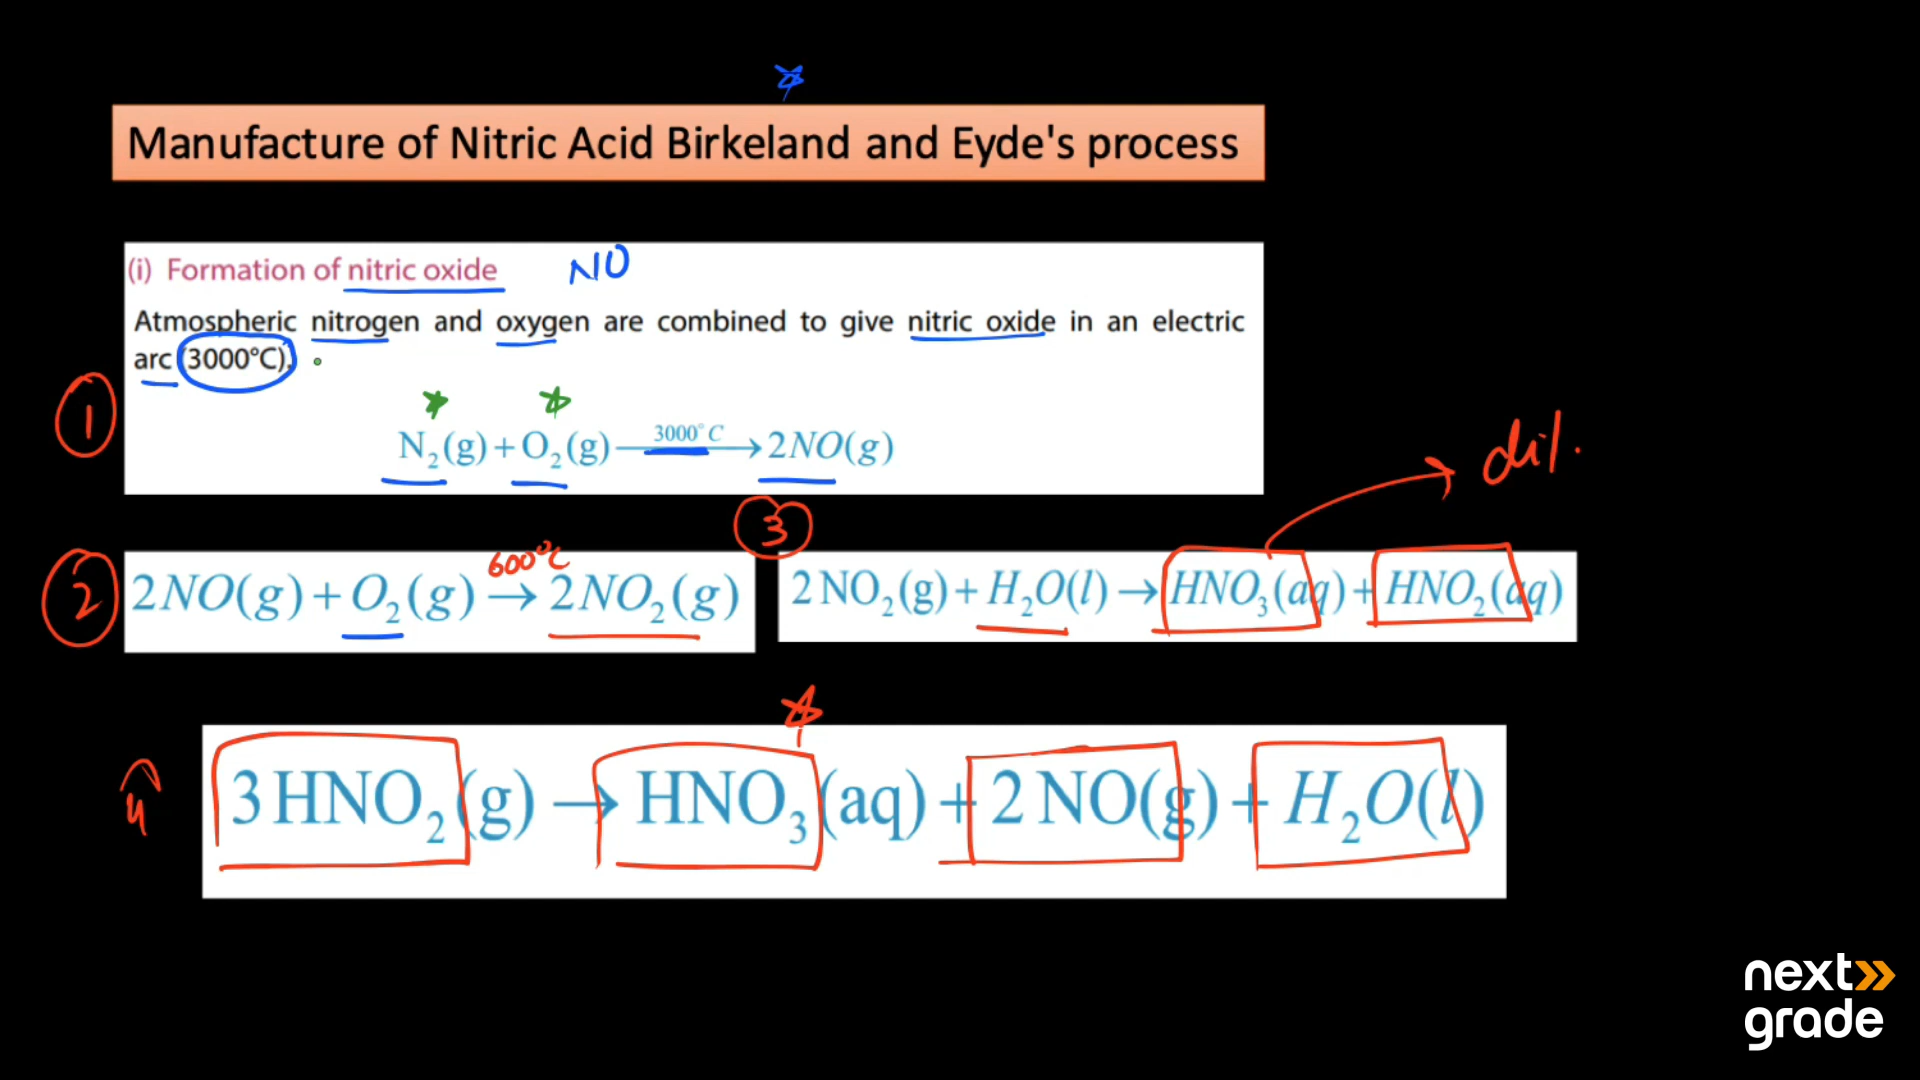 Manufacture of Nitric Acid Birkeland and Eyde's process
(i) Formation of nitric oxide NO
Atmospheric nitrogen and oxygen are combined to give nitric oxide in an electric
arc (3000°C).
1
N₂(g) + O₂(g) —3000°C→ 2NO(g)
dil.
3
2
2NO(g) + O₂(g) → 2NO₂(g)
600°C
2NO₂(g) + H₂O(l) → HNO₃(aq) + HNO₂(aq)
4
3HNO₂(g) → HNO₃(aq) + 2NO(g) + H₂O(l)
next
grade